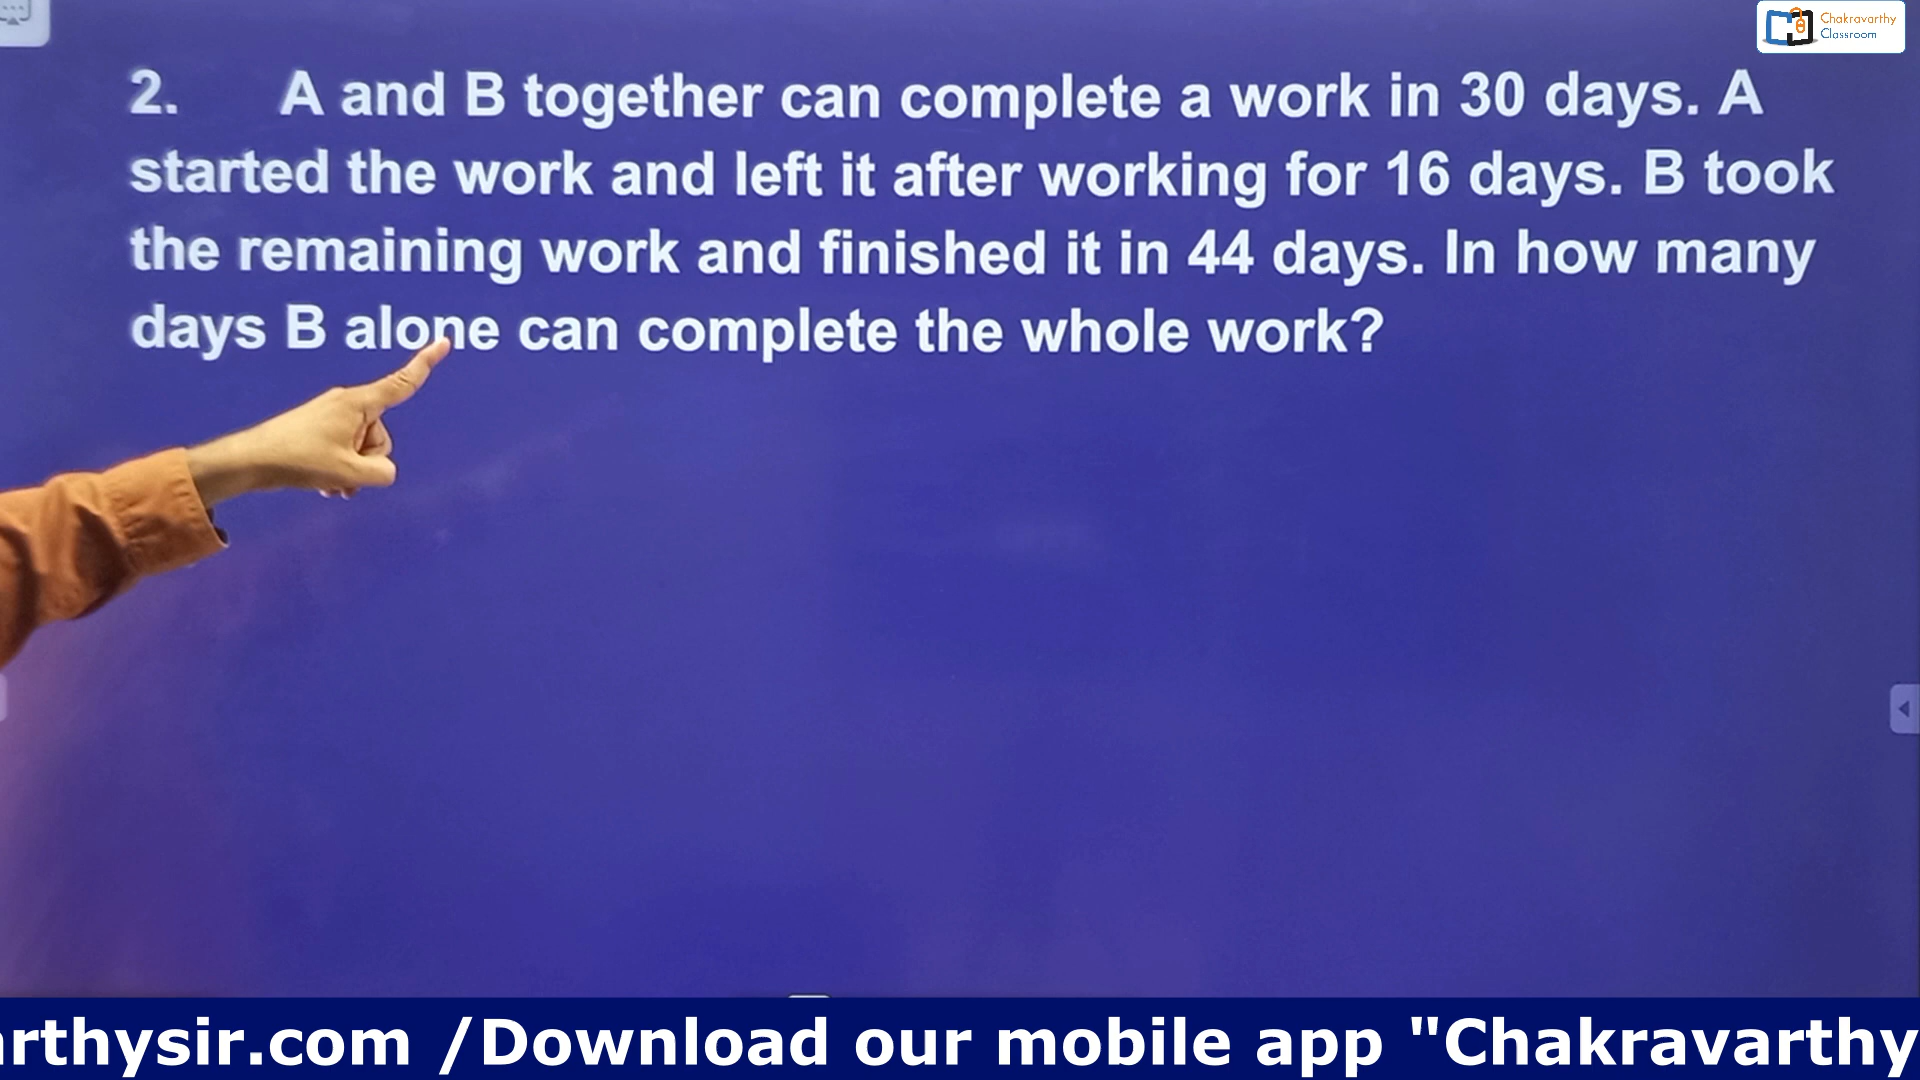 Chakravarthy
Classroom
2. A and B together can complete a work in 30 days. A
started the work and left it after working for 16 days. B took
the remaining work and finished it in 44 days. In how many
days B alone can complete the whole work?
arthysir.com /Download our mobile app "Chakravarthy